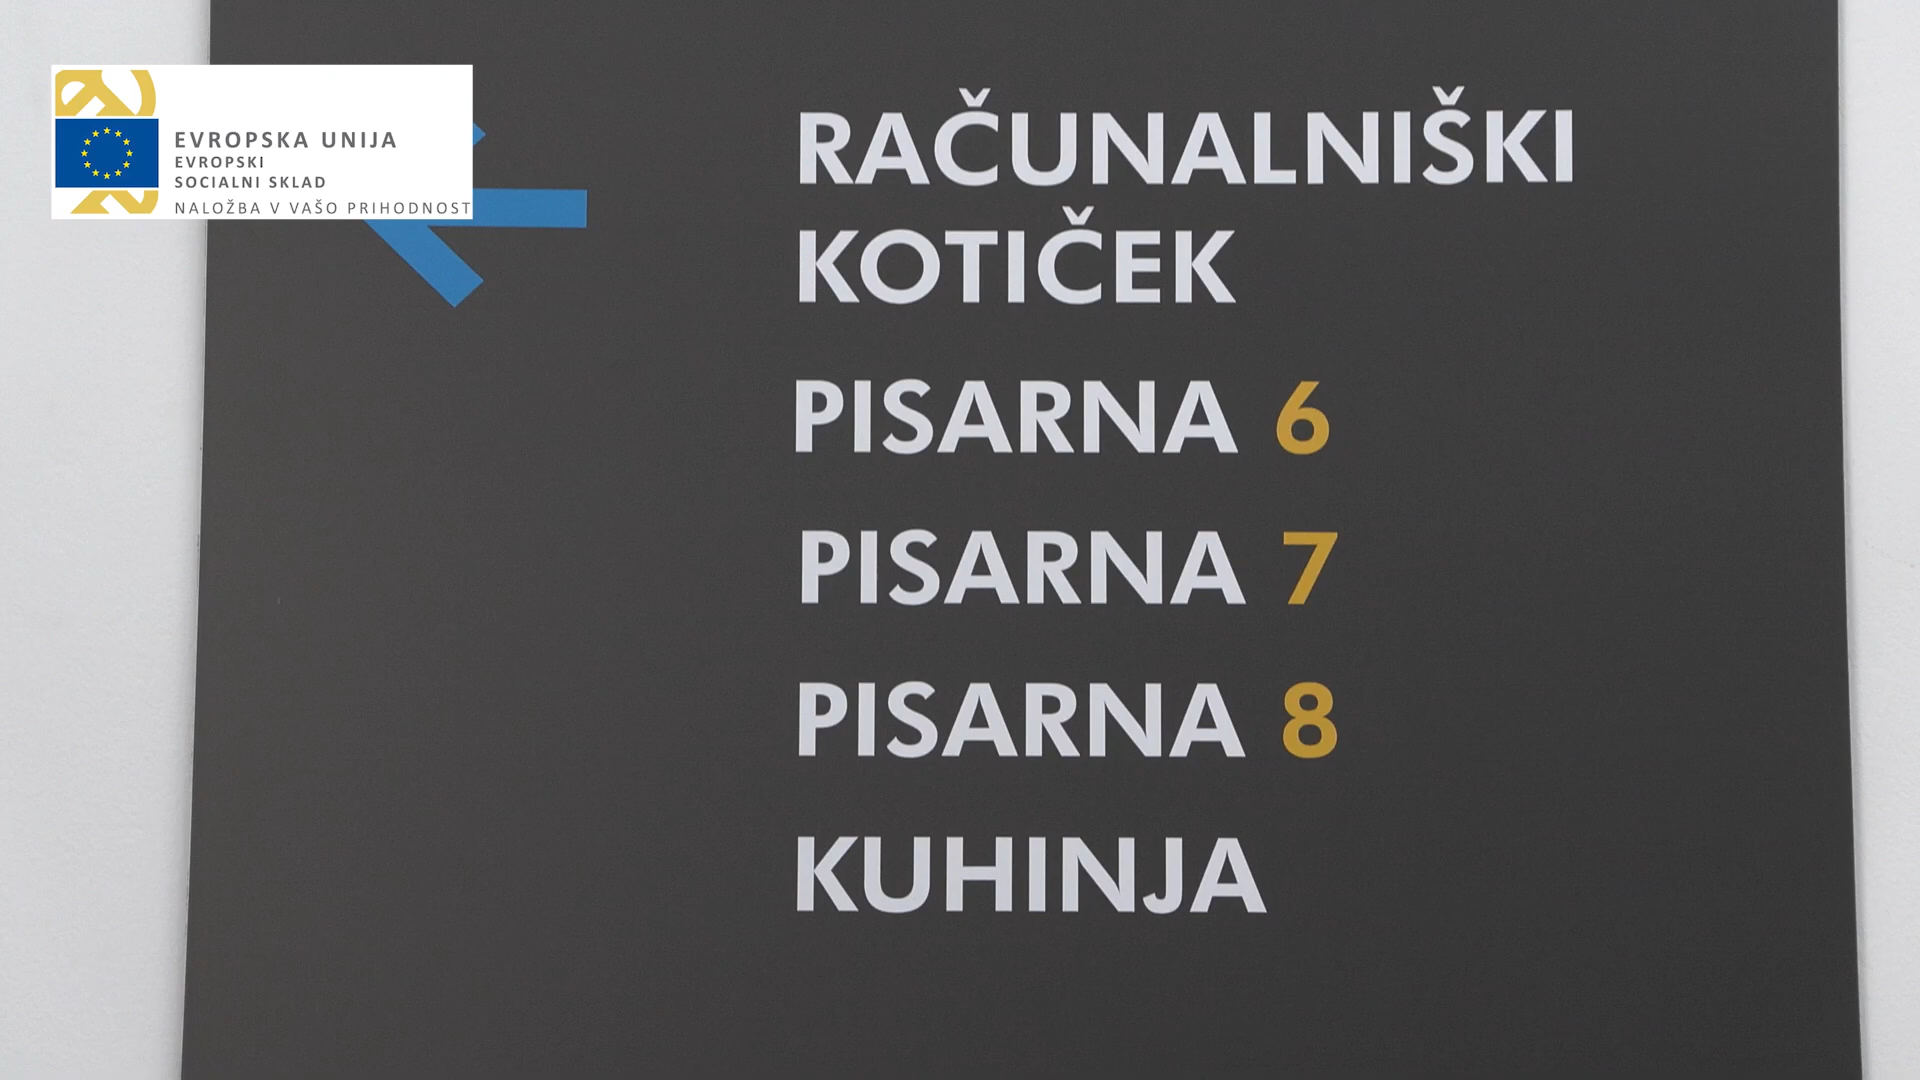 EVROPSKA UNIJA
EVROPSKI
SOCIALNI SKLAD
NALOŽBA V VAŠO PRIHODNOST
RAČUNALNIŠKI
KOTIČEK
PISARNA 6
PISARNA 7
PISARNA 8
KUHINJA